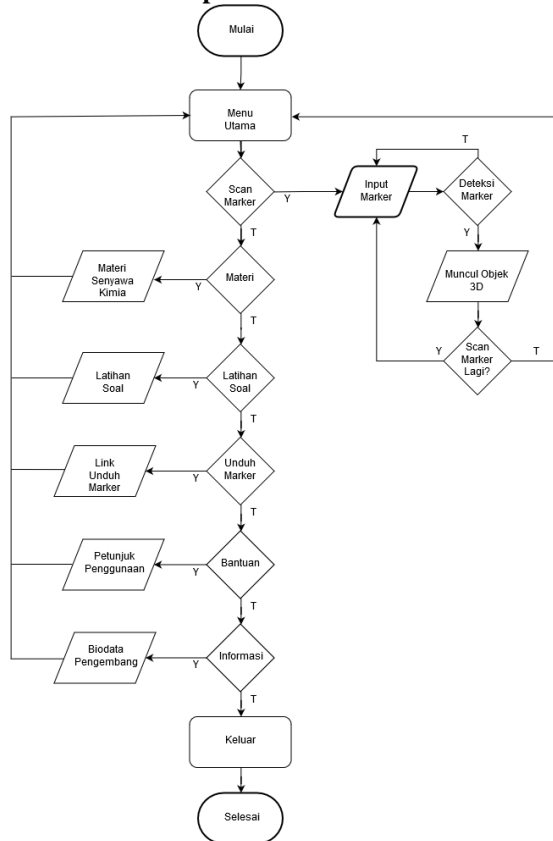 Mulai
Menu
Utama
Scan
Marker
Y
Input
Marker
T
Deteksi
Marker
T
Y
Materi
Senyawa
Kimia
Y
Materi
Muncul Objek
3D
T
Scan
Marker
Lagi?
Y
T
Latihan
Soal
Y
Latihan
Soal
T
Link
Unduh
Marker
Y
Unduh
Marker
T
Petunjuk
Penggunaan
Y
Bantuan
T
Biodata
Pengembang
Y
Informasi
T
Keluar
Selesai